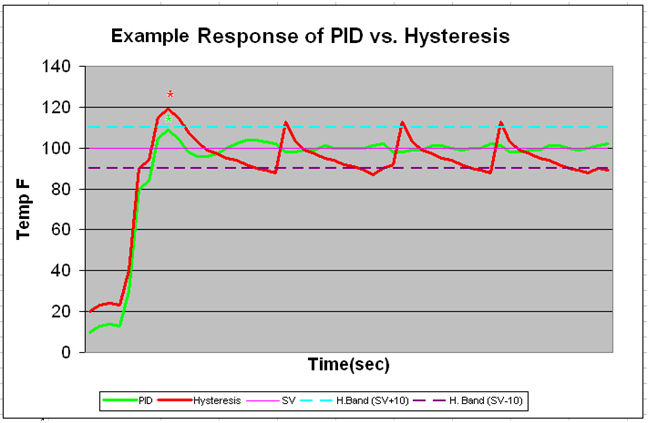 Example Response of PID vs. Hysteresis
140
120
100
80
60
40
20
0
Temp F
*
*
Time(sec)
PID Hysteresis SV H.Band (SV+10) H. Band (SV-10)